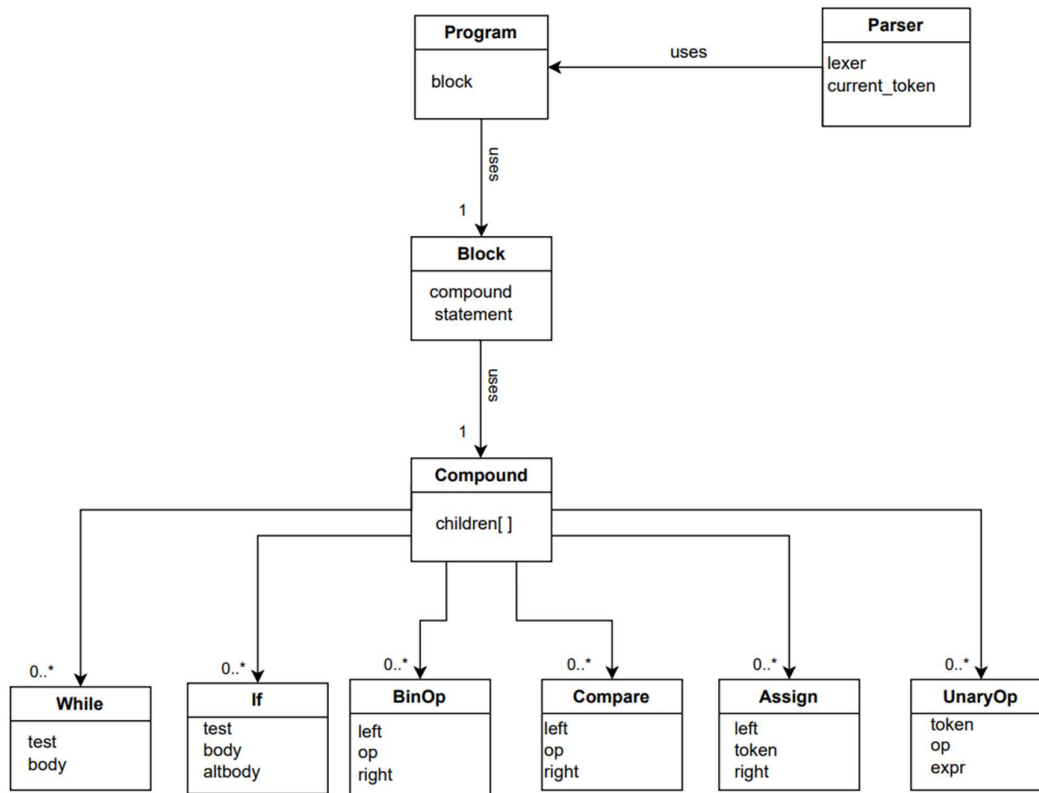 Program
block
uses
Parser
lexer
current_token
uses
1
Block
compound
statement
uses
1
Compound
children[ ]
0..*
While
test
body
0..*
If
test
body
altbody
0..*
BinOp
left
op
right
0..*
Compare
left
op
right
0..*
Assign
left
token
right
0..*
UnaryOp
token
op
expr